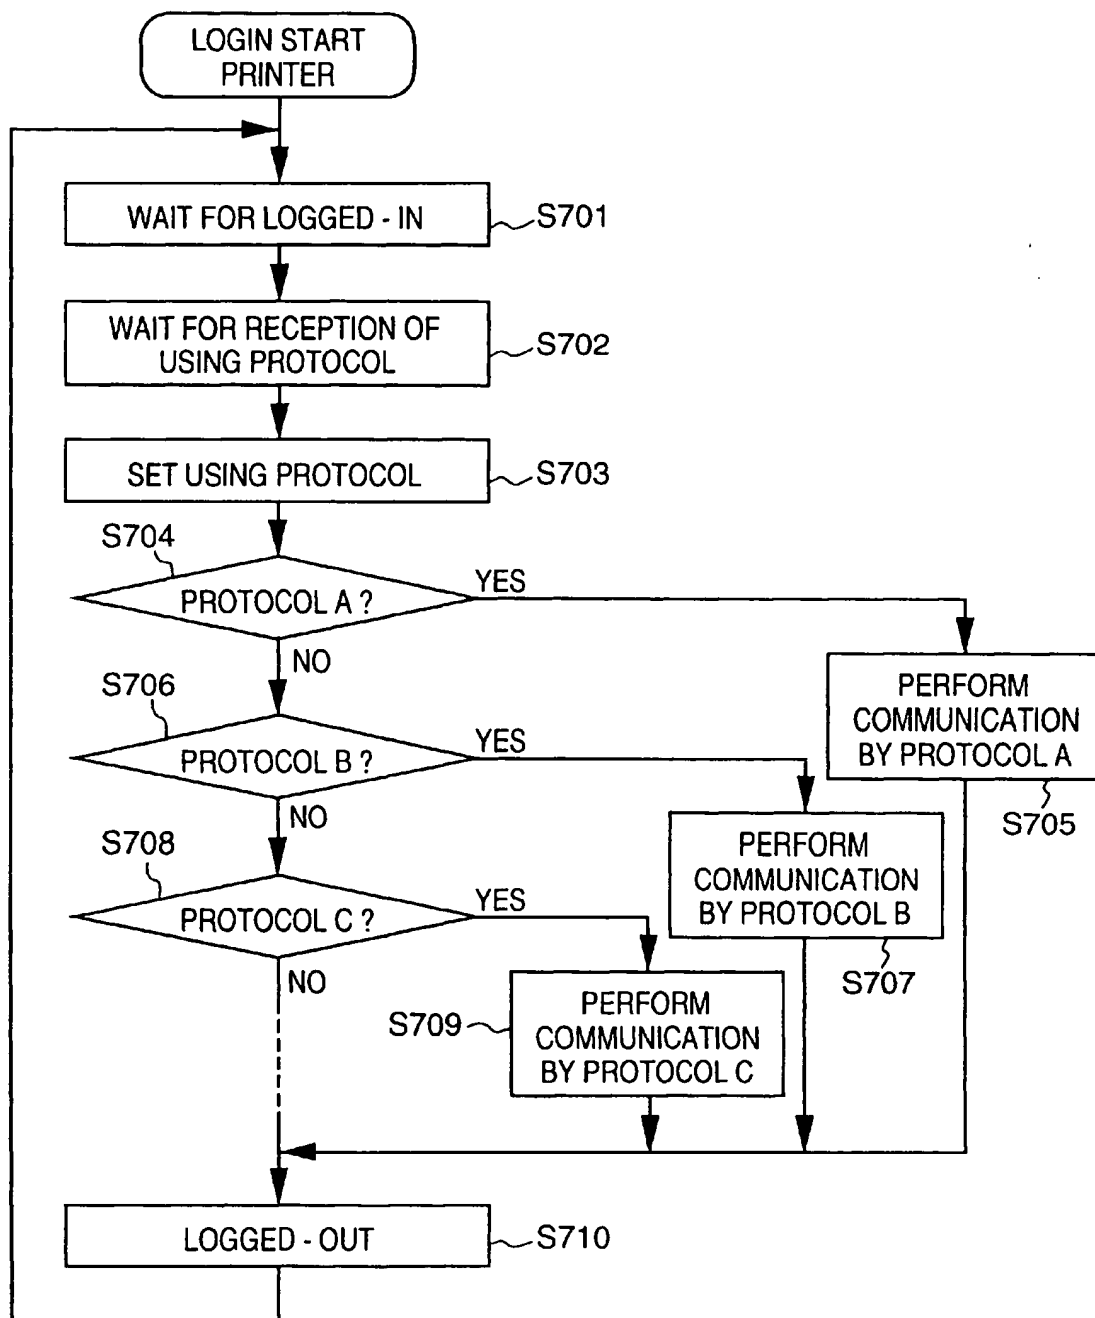 LOGIN START
PRINTER
WAIT FOR LOGGED - IN
S701
WAIT FOR RECEPTION OF
USING PROTOCOL
S702
SET USING PROTOCOL
S703
S704
PROTOCOL A ?
YES
NO
PERFORM
COMMUNICATION
BY PROTOCOL A
S705
S706
PROTOCOL B ?
YES
NO
PERFORM
COMMUNICATION
BY PROTOCOL B
S707
S708
PROTOCOL C ?
YES
NO
PERFORM
COMMUNICATION
BY PROTOCOL C
S709
LOGGED - OUT
S710